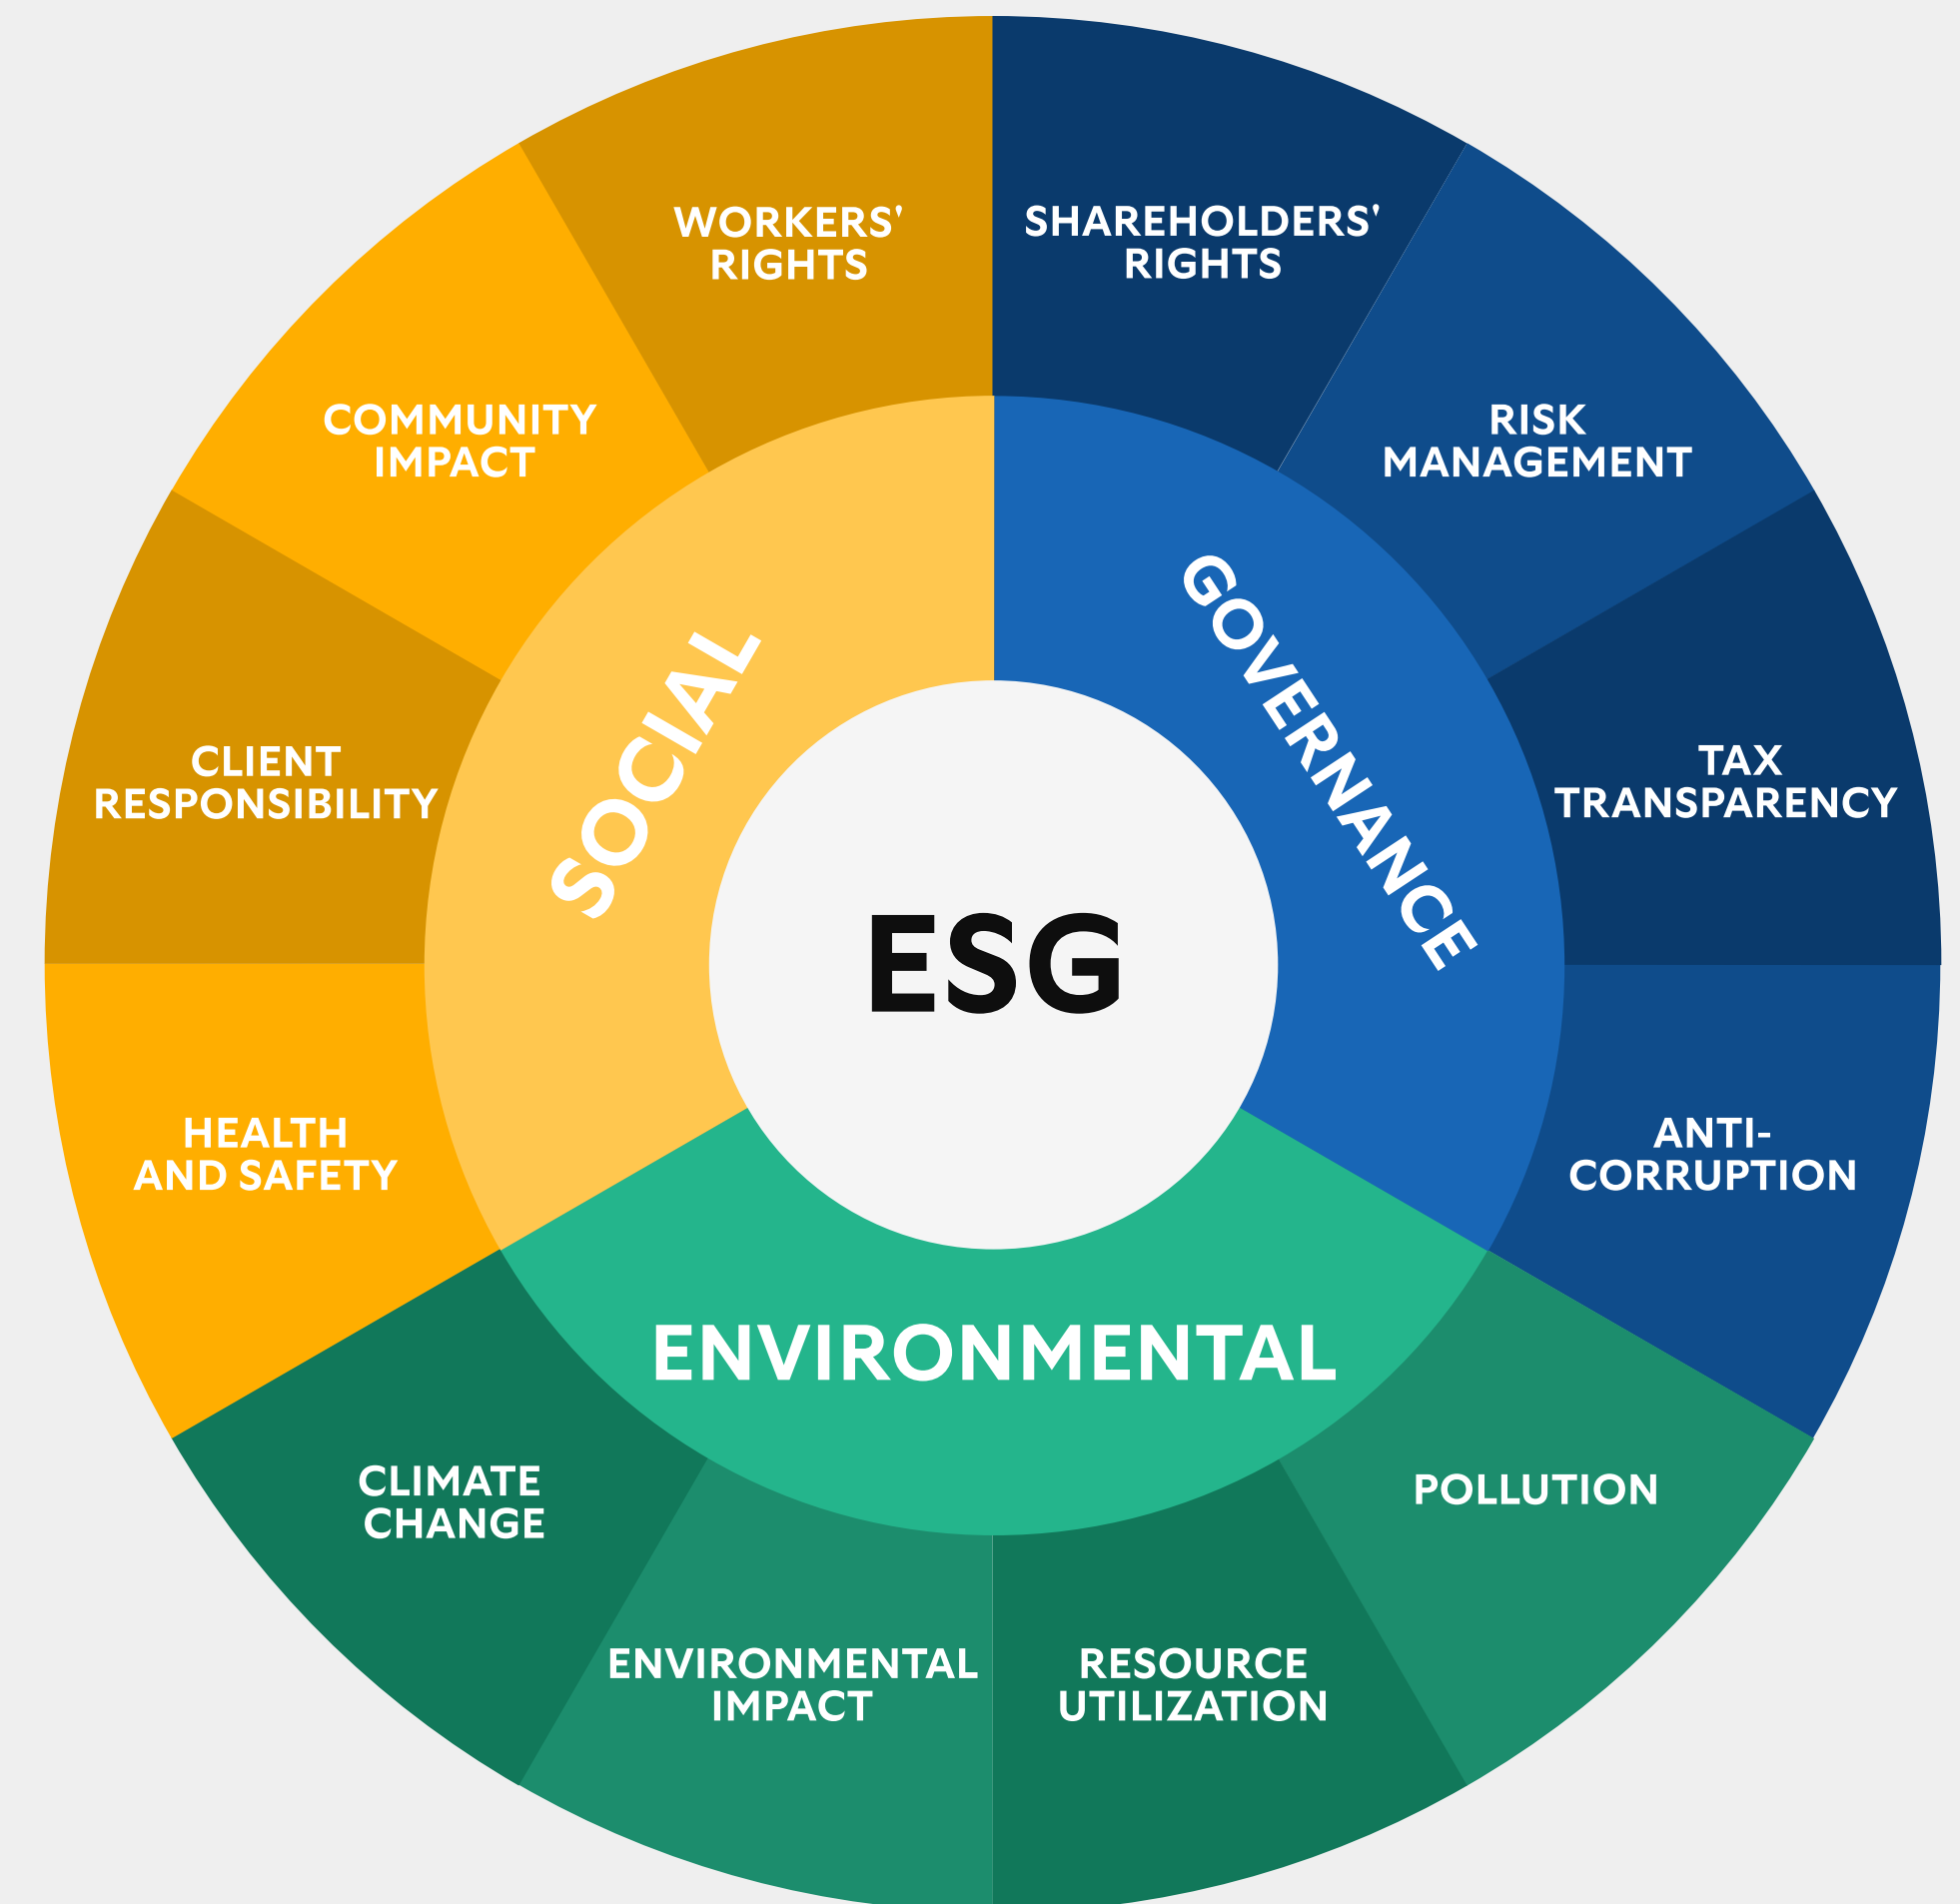 WORKERS'
RIGHTS
SHAREHOLDERS'
RIGHTS
COMMUNITY
IMPACT
RISK
MANAGEMENT
CLIENT
RESPONSIBILITY
SOCIAL
GOVERNANCE
TAX
TRANSPARENCY
ESG
HEALTH
AND SAFETY
ANTI-
CORRUPTION
ENVIRONMENTAL
CLIMATE
CHANGE
POLLUTION
ENVIRONMENTAL
IMPACT
RESOURCE
UTILIZATION